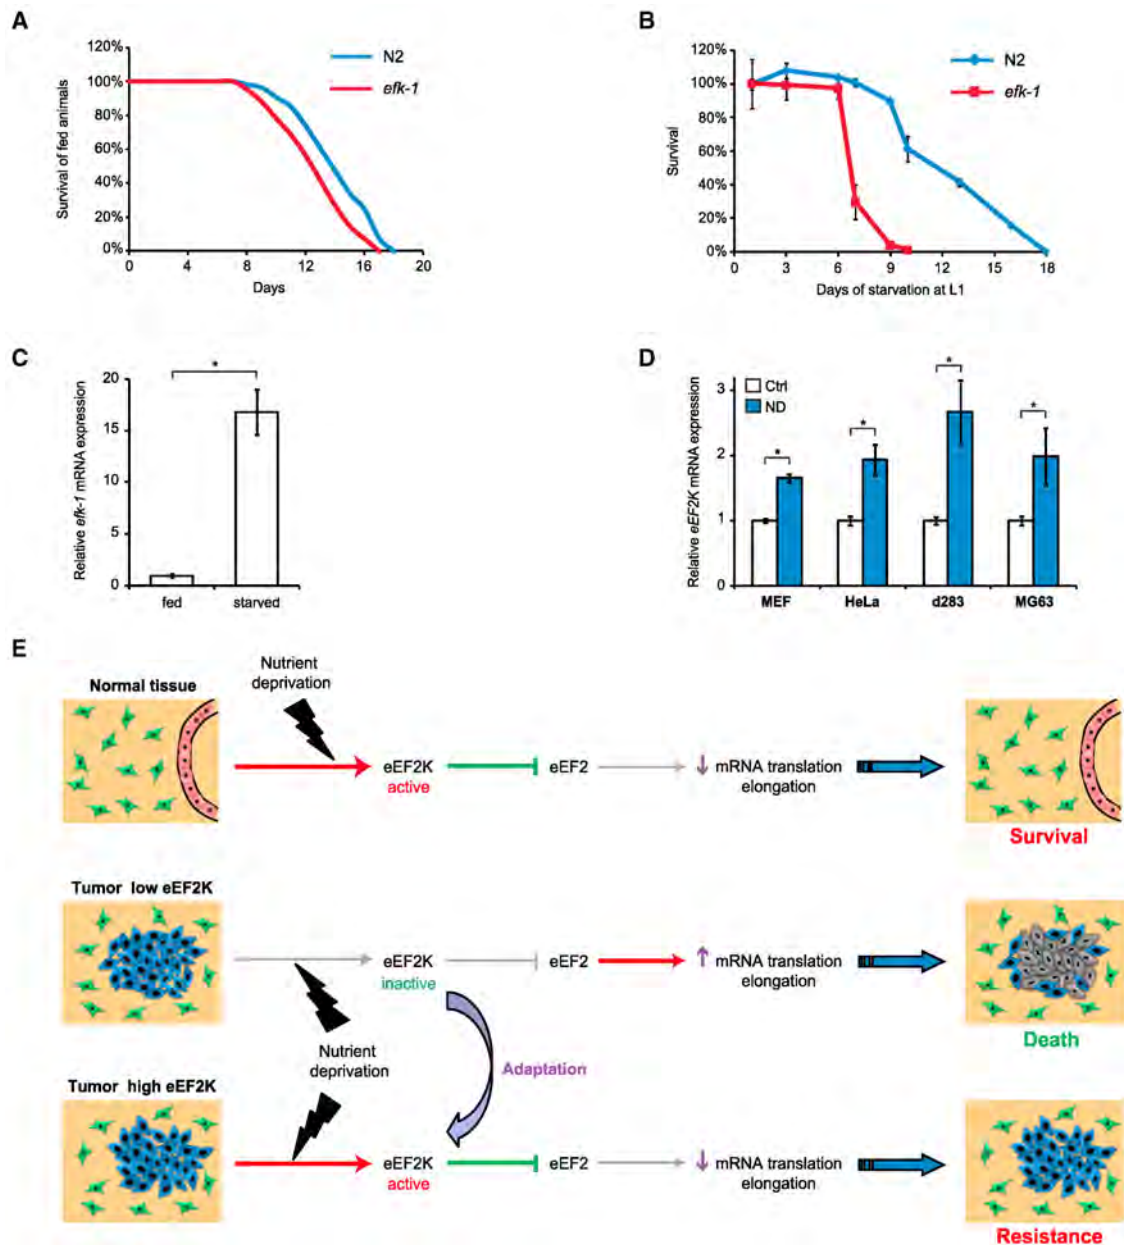 A
120%
100%
80%
60%
40%
20%
0%
Survival of fed animals
0 4 8 12 16 20
Days
N2
efk-1
B
120%
100%
80%
60%
40%
20%
0%
Survival
0 3 6 9 12 15 18
Days of starvation at L1
N2
efk-1
C
20
15
10
5
0
Relative efk-1 mRNA expression
*
fed starved
D
3
2
1
0
Relative eEF2K mRNA expression
Ctrl
ND
* * * *
MEF HeLa d283 MG63
E
Normal tissue
Nutrient
deprivation
eEF2K
active
eEF2
mRNA translation
elongation
Survival
Tumor low eEF2K
eEF2K
inactive
eEF2
mRNA translation
elongation
Death
Nutrient
deprivation
Adaptation
Tumor high eEF2K
eEF2K
active
eEF2
mRNA translation
elongation
Resistance